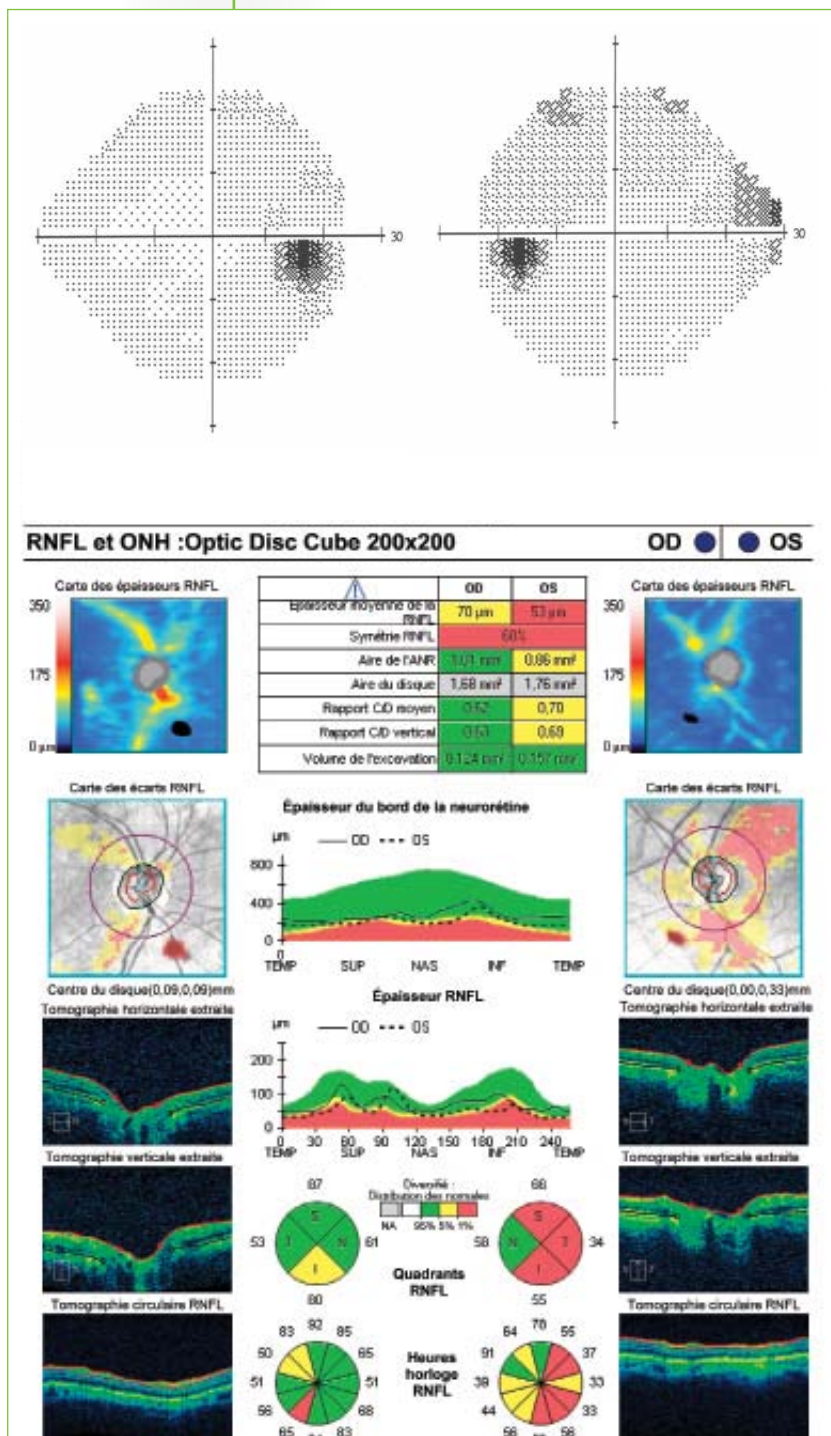 30
30
RNFL et ONH :Optic Disc Cube 200x200 OD OS
Carte des épaisseurs RNFL
350
175
0 µm
OD OS
Épaisseur moyenne de la RNFL 70 µm 53 µm
Symétrie RNFL 60%
Aire de l'ANR 1,01 mm² 0,86 mm²
Aire du disque 1,68 mm² 1,76 mm²
Rapport C/D moyen 0,62 0,70
Rapport C/D vertical 0,69
Volume de l'excavation 0,124 mm³ 0,157 mm³
Carte des épaisseurs RNFL
350
175
0 µm
Carte des écarts RNFL
Centre du disque(0,09,0,09)mm
Épaisseur du bord de la neurorétine
µm OD OS
800
400
0
0
TEMP SUP NAS INF TEMP
Carte des écarts RNFL
Centre du disque(0,00,0,33)mm
Tomographie horizontale extraite
Épaisseur RNFL
µm OD OS
200
100
0
0 30 60 90 120 150 180 210 240
TEMP SUP NAS INF TEMP
Tomographie horizontale extraite
Tomographie verticale extraite
Tomographie verticale extraite
87
S
53 T N 61
I
80
Diversifié :
Distribution des normales
NA 95% 5% 1%
Quadrants
RNFL
68
S
58 N T 34
I
55
Tomographie circulaire RNFL
Tomographie circulaire RNFL
92
83 85
50 65
51 51
56 68
65 83
Heures
horloge
RNFL
78
64 55
91 37
39 33
44 33
56 56